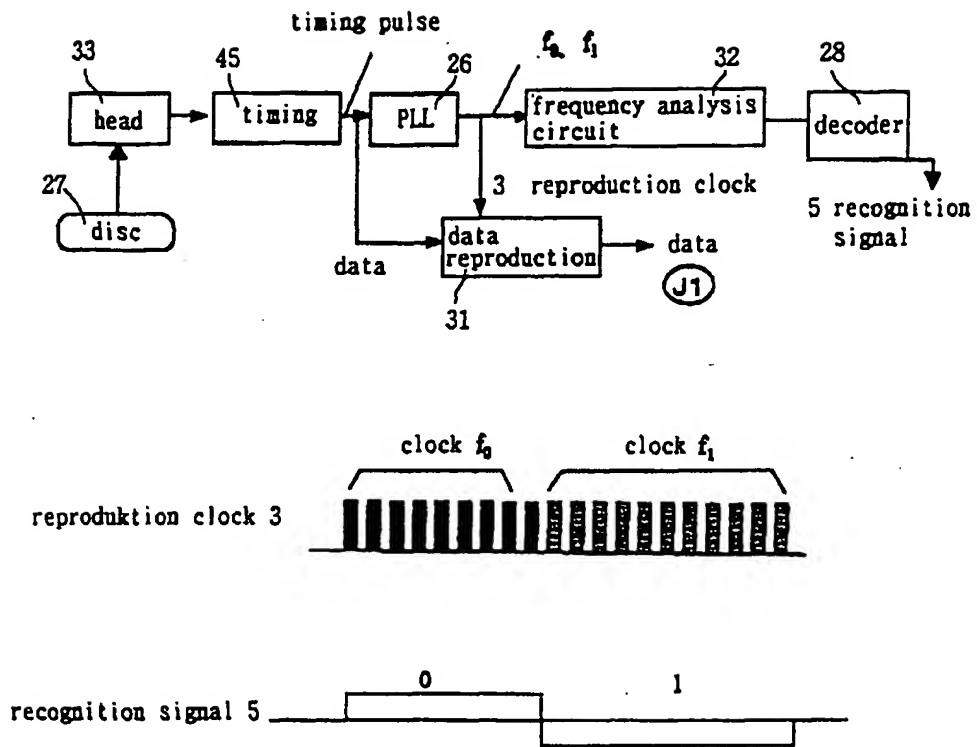 timing pulse
33
45
26
f0, f1
32
28
head
timing
PLL
frequency analysis
circuit
decoder
27
disc
3 reproduction clock
5 recognition
signal
data
data
reproduction
data
J1
31
clock f0
clock f1
reproduktion clock 3
0
1
recognition signal 5